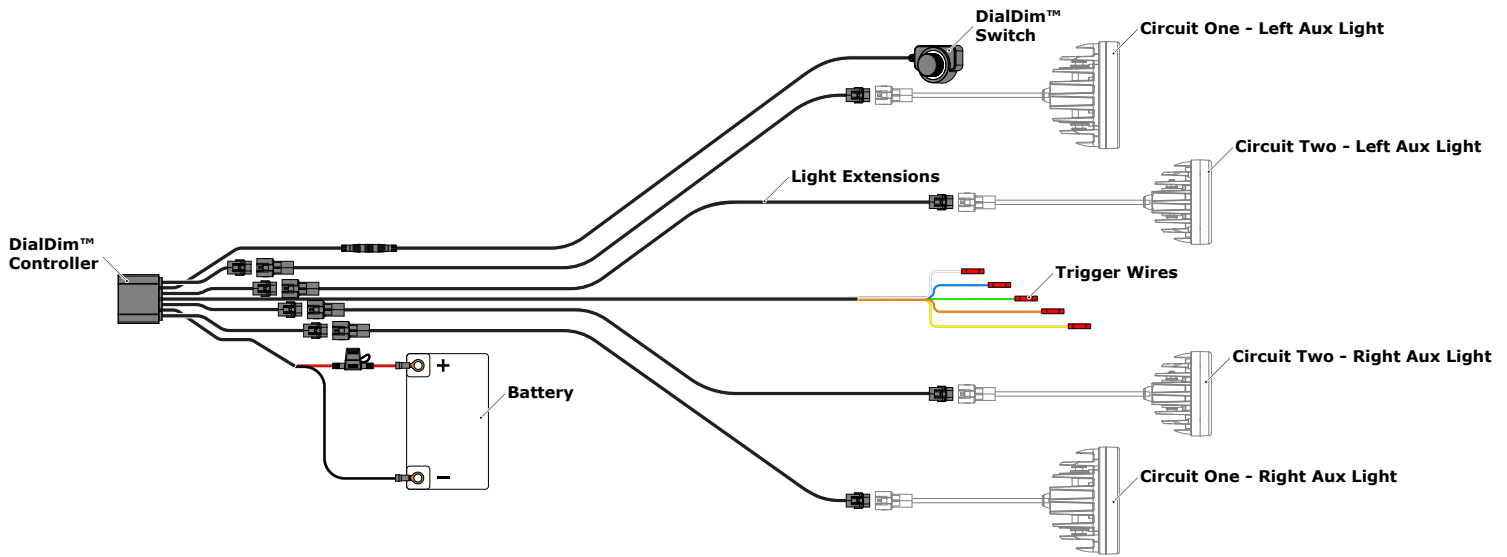 DialDim™
Switch
Circuit One - Left Aux Light
Circuit Two - Left Aux Light
Light Extensions
DialDim™
Controller
Trigger Wires
Circuit Two - Right Aux Light
+
Battery
Circuit One - Right Aux Light
−